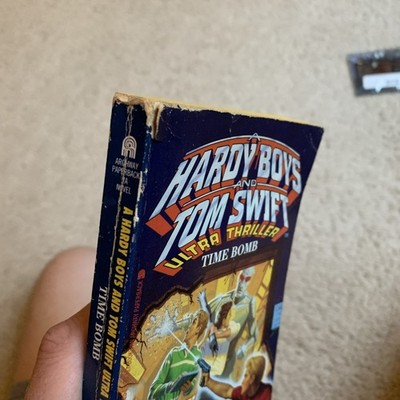 A
HARDY BOYS
AND
TOM SWIFT
ULTRA THRILLER
TIME BOMB
AN
ARCHWAY
PAPERBACK
A
NOVEL
A HARDY BOYS AND TOM SWIFT ULTRA
TIME BOMB